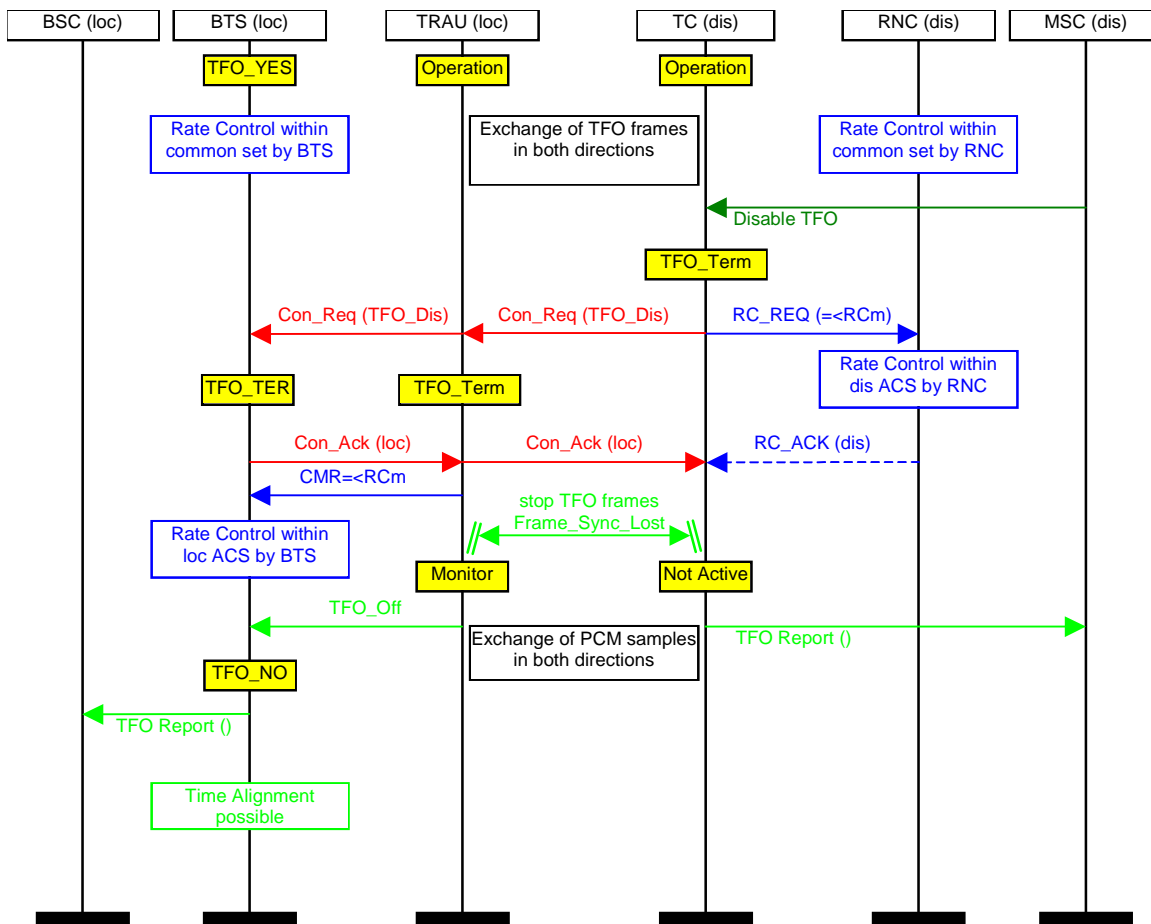 BSC (loc)
BTS (loc)
TRAU (loc)
TC (dis)
RNC (dis)
MSC (dis)
TFO_YES
Operation
Operation
Rate Control within
common set by BTS
Exchange of TFO frames
in both directions
Rate Control within
common set by RNC
Disable TFO
TFO_Term
Con_Req (TFO_Dis)
Con_Req (TFO_Dis)
RC_REQ (=<RCm)
TFO_TER
TFO_Term
Rate Control within
dis ACS by RNC
Con_Ack (loc)
Con_Ack (loc)
RC_ACK (dis)
CMR=<RCm
stop TFO frames
Frame_Sync_Lost
Rate Control within
loc ACS by BTS
Monitor
Not Active
TFO_Off
Exchange of PCM samples
in both directions
TFO Report ()
TFO_NO
TFO Report ()
Time Alignment
possible